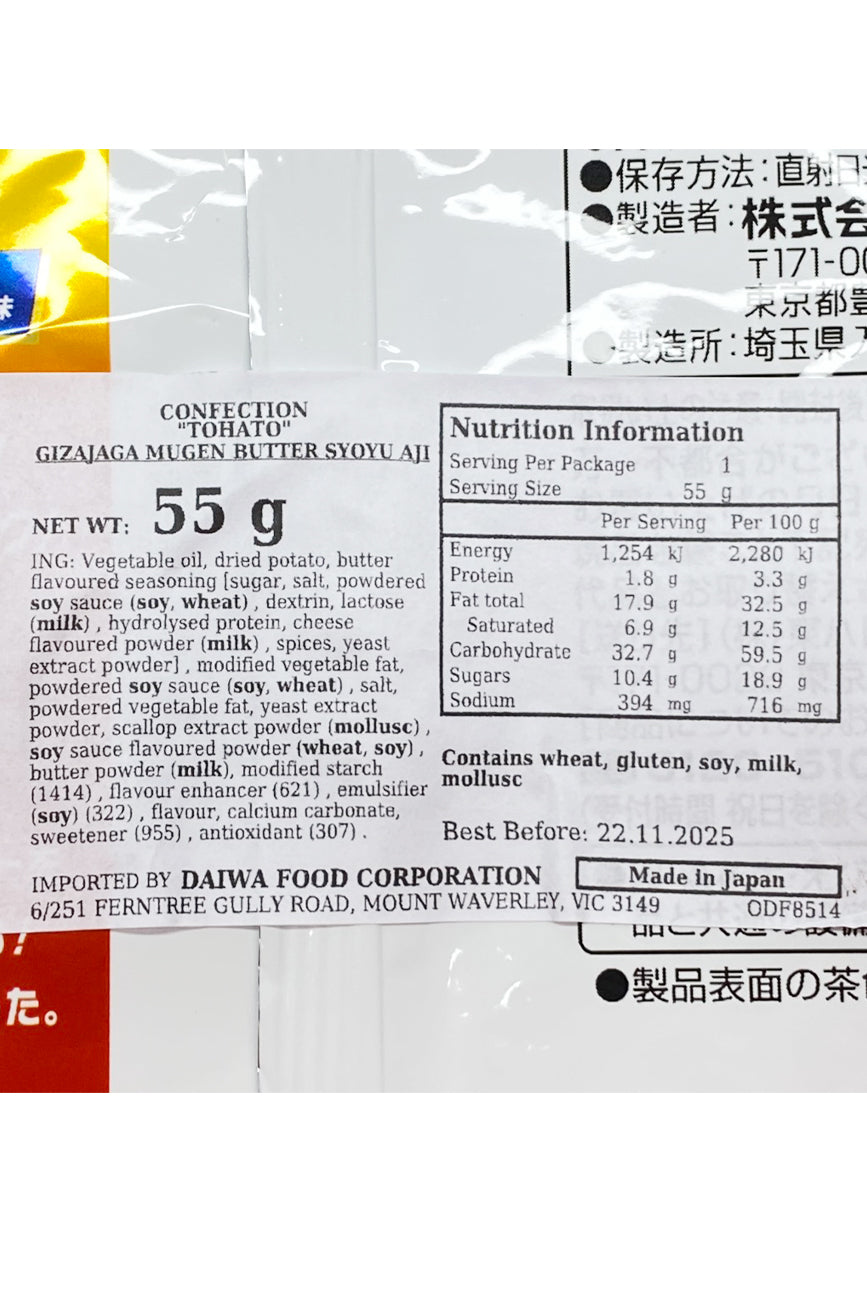 味
●保存方法：直射日
●製造者：株式会
〒171-00
東京都豊
●製造所：埼玉県
CONFECTION
"TOHATO"
GIZAJAGA MUGEN BUTTER SYOYU AJI
NET WT: 55 g
ING: Vegetable oil, dried potato, butter
flavoured seasoning [sugar, salt, powdered
soy sauce (soy, wheat) , dextrin, lactose
(milk) , hydrolysed protein, cheese
flavoured powder (milk) , spices, yeast
extract powder] , modified vegetable fat,
powdered soy sauce (soy, wheat) , salt,
powdered vegetable fat, yeast extract
powder, scallop extract powder (mollusc) ,
soy sauce flavoured powder (wheat, soy) ,
butter powder (milk), modified starch
(1414) , flavour enhancer (621) , emulsifier
(soy) (322) , flavour, calcium carbonate,
sweetener (955) , antioxidant (307) .
Nutrition Information
Serving Per Package 1
Serving Size 55 g
Per Serving Per 100 g
Energy 1,254 kJ 2,280 kJ
Protein 1.8 g 3.3 g
Fat total 17.9 g 32.5 g
Saturated 6.9 g 12.5 g
Carbohydrate 32.7 g 59.5 g
Sugars 10.4 g 18.9 g
Sodium 394 mg 716 mg
Contains wheat, gluten, soy, milk,
mollusc
Best Before: 22.11.2025
IMPORTED BY DAIWA FOOD CORPORATION
Made in Japan
6/251 FERNTREE GULLY ROAD, MOUNT WAVERLEY, VIC 3149 ODF8514
た。
●製品表面の茶